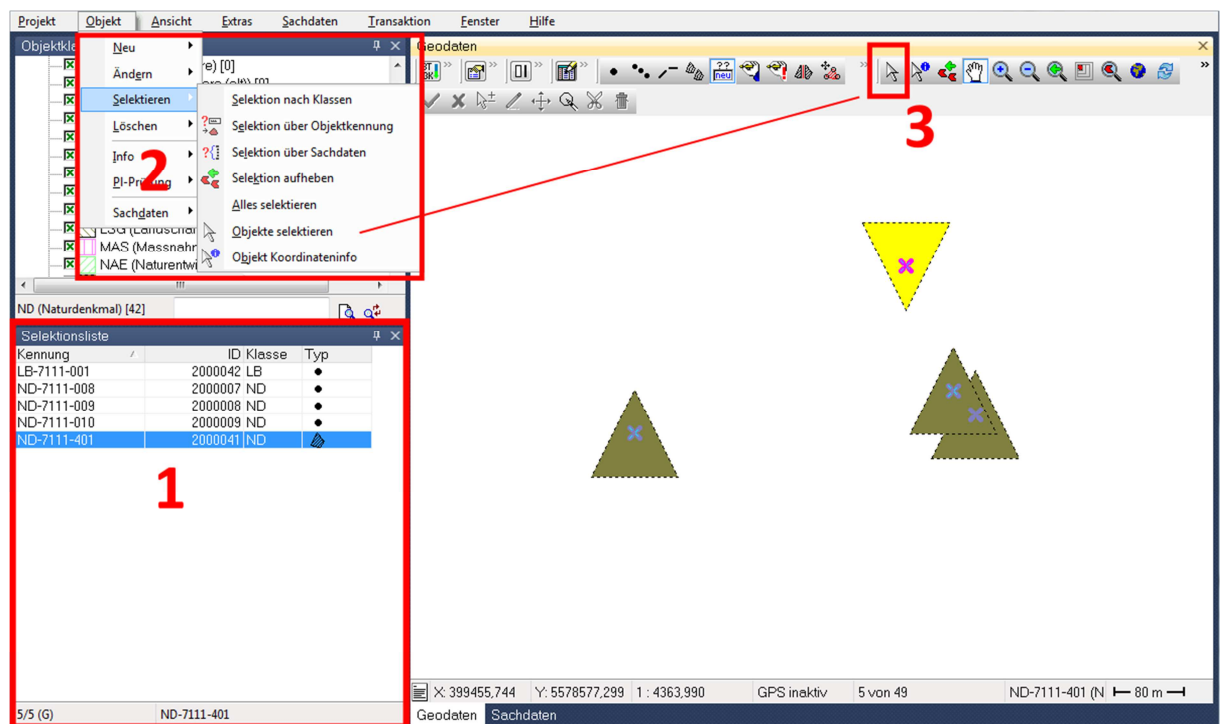 Projekt Objekt Ansicht Extras Sachdaten Transaktion Fenster Hilfe
Objektkla
Neu
Ändern
Selektieren
Löschen
Info
PI-Prüfung
Sachdaten
re) [0]
MAS (Massnahr
NAE (Naturentwi
Selektion nach Klassen
Selektion über Objektkennung
Selektion über Sachdaten
Selektion aufheben
Alles selektieren
Objekte selektieren
Objekt Koordinateninfo
2
ND (Naturdenkmal) [42]
Selektionsliste
Kennung ID Klasse Typ
LB-7111-001 2000042 LB
ND-7111-008 2000007 ND
ND-7111-009 2000008 ND
ND-7111-010 2000009 ND
ND-7111-401 2000041 ND
1
5/5 (G) ND-7111-401
Geodaten
?? neu
3
X: 399455,744 Y: 5578577,299 1 : 4363,990 GPS inaktiv 5 von 49 ND-7111-401 (N 80 m
Geodaten Sachdaten